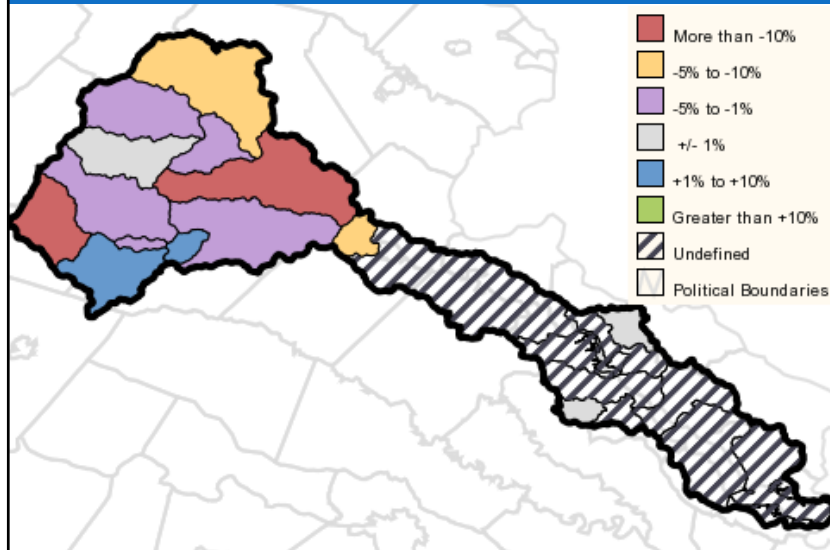 More than -10%
-5% to -10%
-5% to -1%
+/- 1%
+1% to +10%
Greater than +10%
Undefined
Political Boundaries